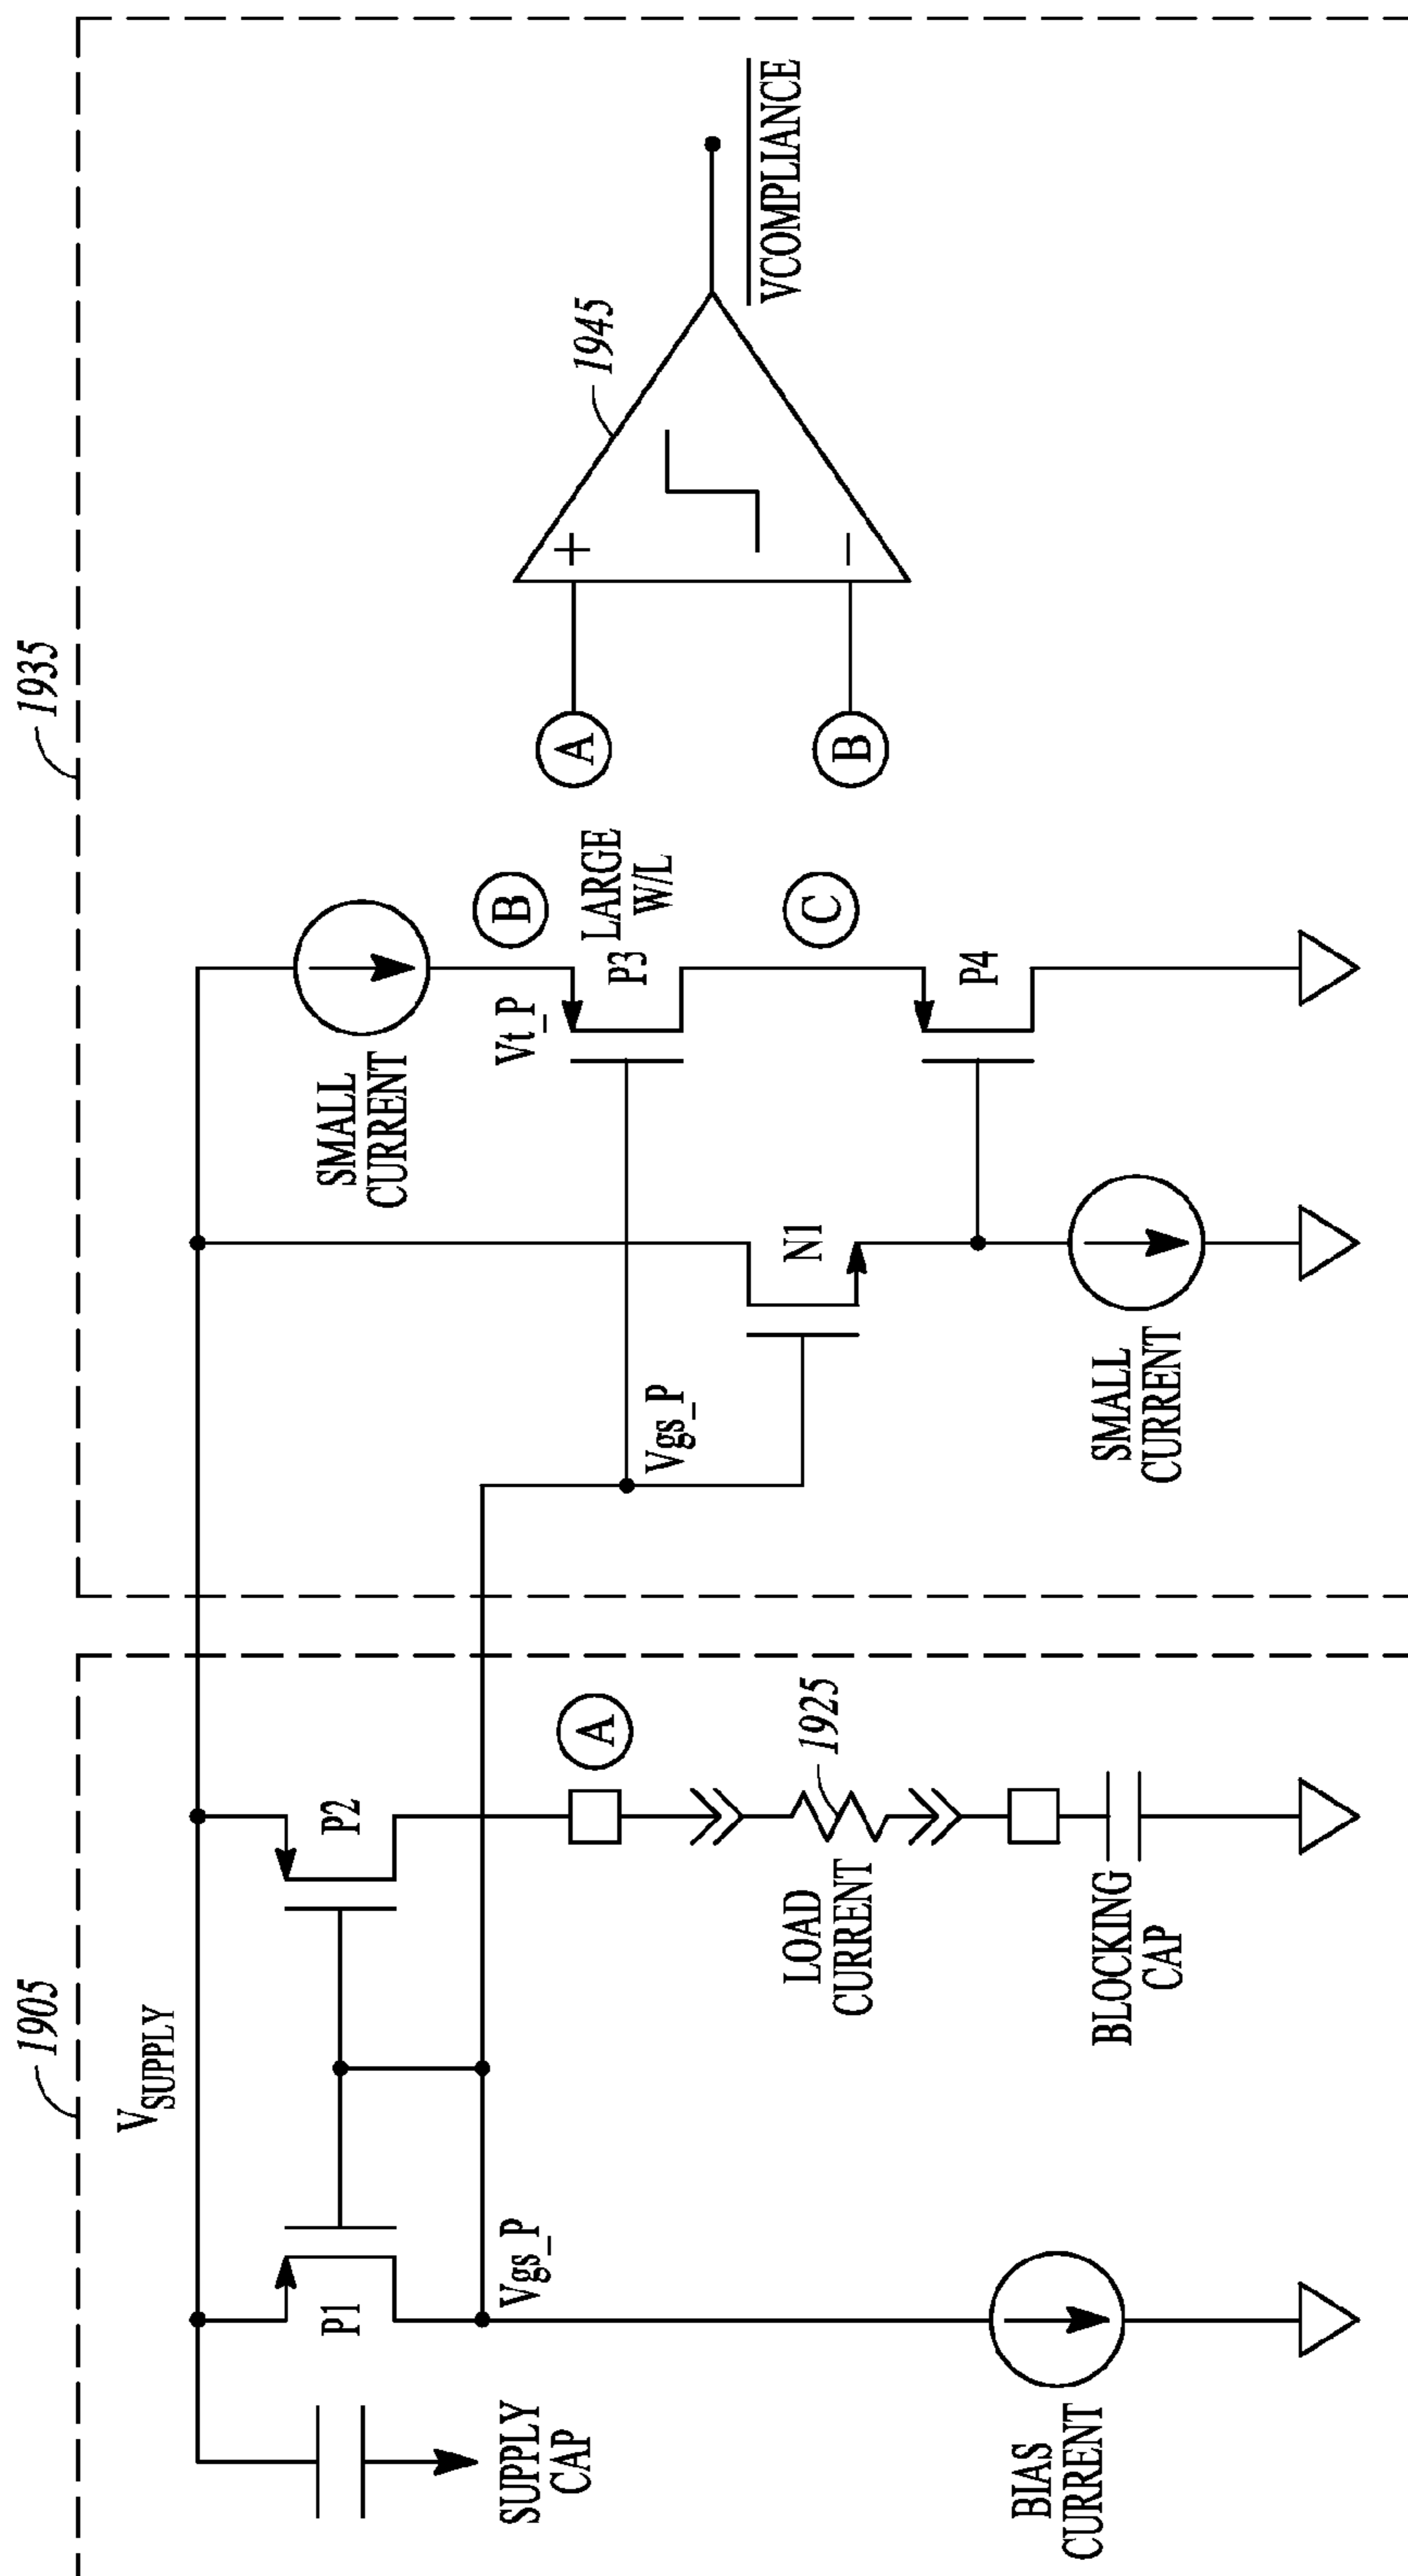 1905
1935
V_SUPPLY
SUPPLY
CAP
P1
Vgs_P
BIAS
CURRENT
P2
A
LOAD
CURRENT
1925
BLOCKING
CAP
Vgs_P
N1
SMALL
CURRENT
SMALL
CURRENT
Vt_P
B
P3
LARGE
W/L
C
P4
A
B
+
−
1945
VCOMPLIANCE